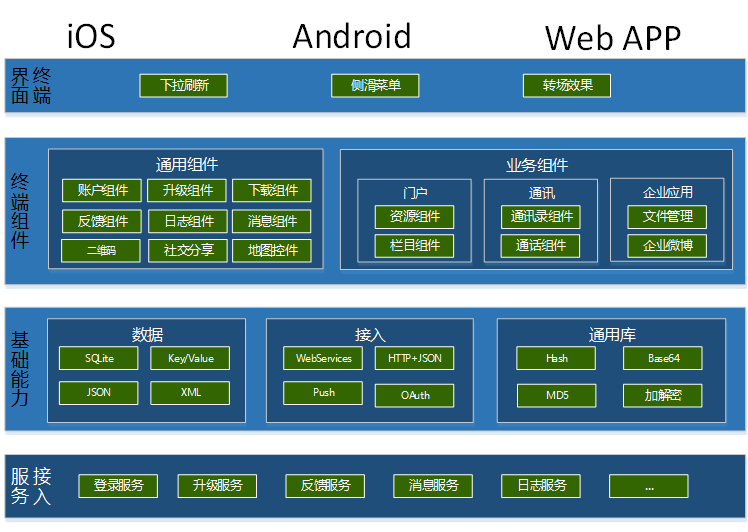 iOS
Android
Web APP
终端界面
下拉刷新
侧滑菜单
转场效果
终端组件
通用组件
账户组件
升级组件
下载组件
反馈组件
日志组件
消息组件
二维码
社交分享
地图控件
业务组件
门户
资源组件
栏目组件
通讯
通讯录组件
通话组件
企业应用
文件管理
企业微博
基础能力
数据
SQLite
Key/Value
JSON
XML
接入
WebServices
HTTP+JSON
Push
OAuth
通用库
Hash
Base64
MD5
加解密
接入服务
登录服务
升级服务
反馈服务
消息服务
日志服务
...